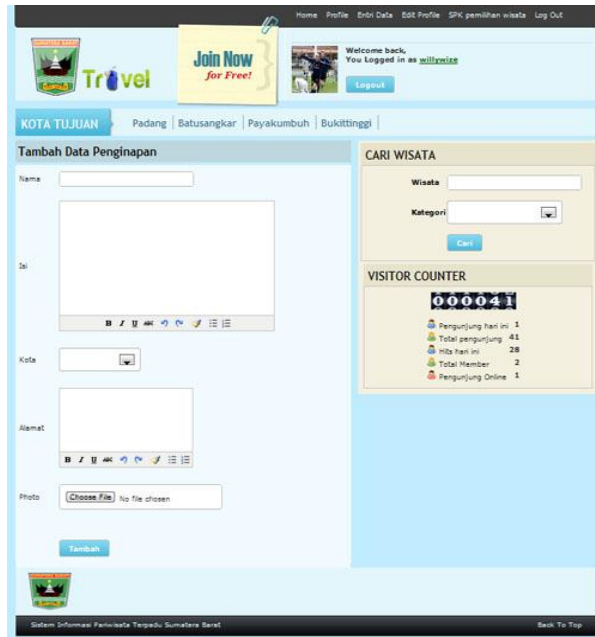 Home Profile Entri Data Edit Profile SPK pemilihan wisata Log Out
SUMATERA BARAT
Travel
Join Now
for Free!
Welcome back,
You Logged in as willywize
Logout
KOTA TUJUAN
Padang | Batusangkar | Payakumbuh | Bukittinggi |
Tambah Data Penginapan
Nama
Isi
B I U ABC
Kota
Alamat
B I U ABC
Photo
Choose File No file chosen
Tambah
CARI WISATA
Wisata
Kategori
Cari
VISITOR COUNTER
000041
Pengunjung hari ini 1
Total pengunjung 41
Hits hari ini 28
Total Member 2
Pengunjung Online 1
Sistem Informasi Pariwisata Terpadu Sumatera Barat
Back To Top